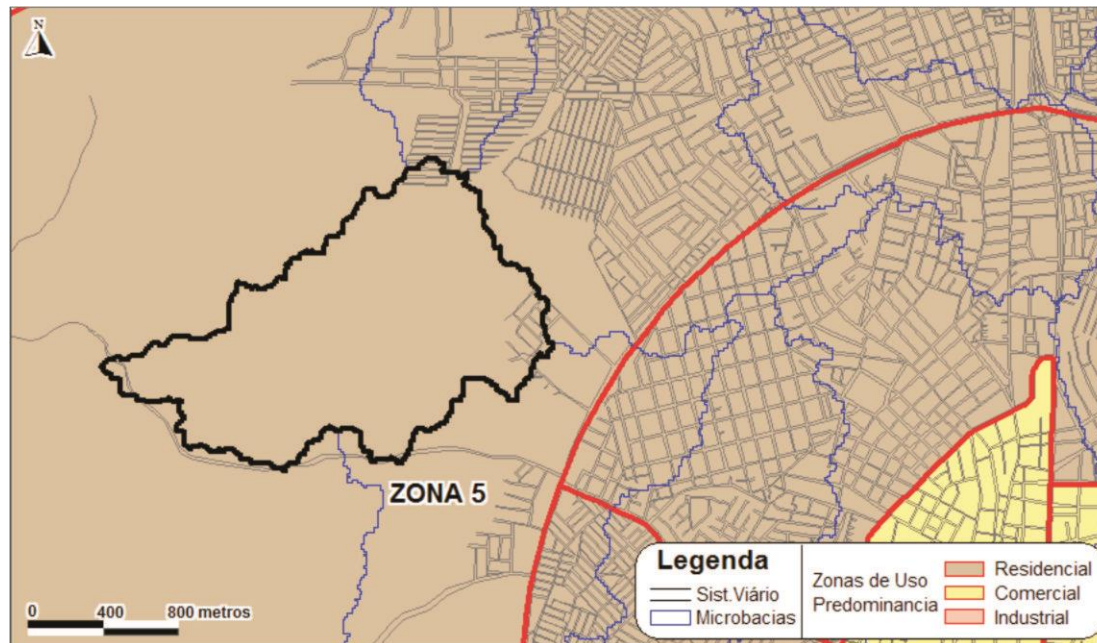 N
ZONA 5
0 400 800 metros
Legenda
Sist.Viário
Microbacias
Zonas de Uso
Predominancia
Residencial
Comercial
Industrial